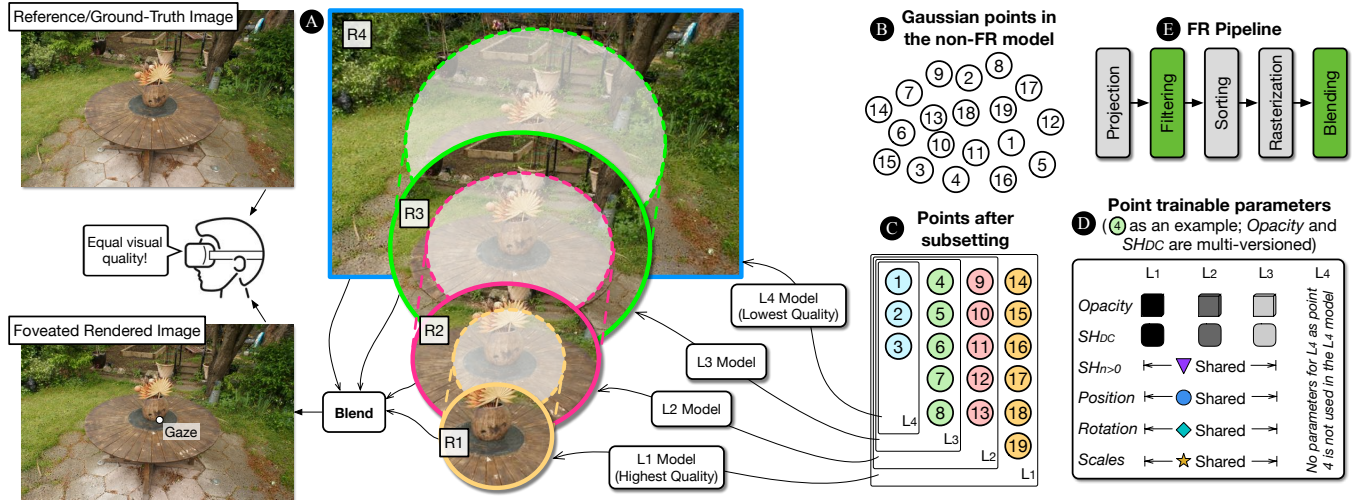 Reference/Ground-Truth Image
Equal visual
quality!
Foveated Rendered Image
Gaze
A
R4
R3
R2
R1
Blend
L4 Model
(Lowest Quality)
L3 Model
L2 Model
L1 Model
(Highest Quality)
B Gaussian points in
the non-FR model
8
9 2
17
7
14 19
13 18 12
6
10 1
11
15 5
3
4 16
C Points after
subsetting
1 4 9 14
2 5 10 15
3 6 11 16
7 12 17
8 13 18
19
L4
L3
L2
L1
E FR Pipeline
Projection
Filtering
Sorting
Rasterization
Blending
D Point trainable parameters
(4 as an example; Opacity and
SHDC are multi-versioned)
L1 L2 L3 L4
Opacity
SHDC
SHn>0 Shared
Position Shared
Rotation Shared
Scales Shared
No parameters for L4 as point
4 is not used in the L4 model